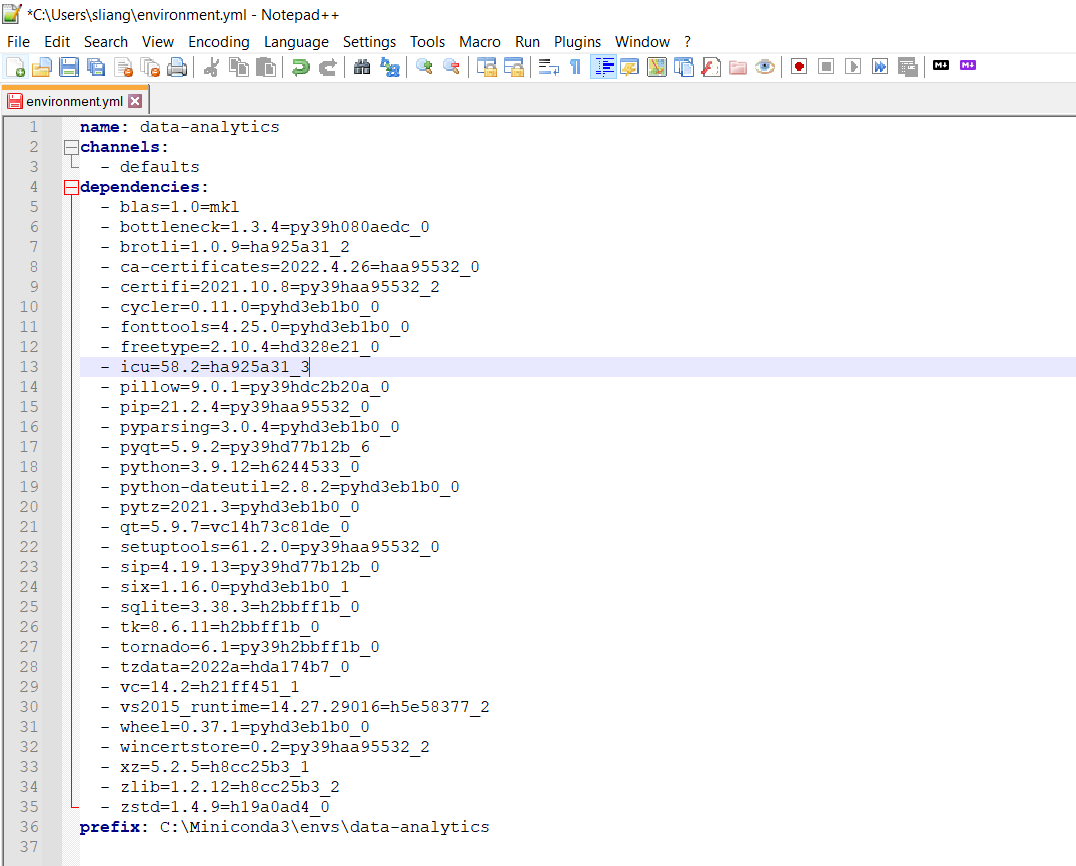 *C:\Users\sliang\environment.yml - Notepad++
File Edit Search View Encoding Language Settings Tools Macro Run Plugins Window ?
environment.yml
1 name: data-analytics
2 channels:
3 - defaults
4 dependencies:
5 - blas=1.0=mkl
6 - bottleneck=1.3.4=py39h080aedc_0
7 - brotli=1.0.9=ha925a31_2
8 - ca-certificates=2022.4.26=haa95532_0
9 - certifi=2021.10.8=py39haa95532_2
10 - cycler=0.11.0=pyhd3eb1b0_0
11 - fonttools=4.25.0=pyhd3eb1b0_0
12 - freetype=2.10.4=hd328e21_0
13 - icu=58.2=ha925a31_3
14 - pillow=9.0.1=py39hdc2b20a_0
15 - pip=21.2.4=py39haa95532_0
16 - pyparsing=3.0.4=pyhd3eb1b0_0
17 - pyqt=5.9.2=py39hd77b12b_6
18 - python=3.9.12=h6244533_0
19 - python-dateutil=2.8.2=pyhd3eb1b0_0
20 - pytz=2021.3=pyhd3eb1b0_0
21 - qt=5.9.7=vc14h73c81de_0
22 - setuptools=61.2.0=py39haa95532_0
23 - sip=4.19.13=py39hd77b12b_0
24 - six=1.16.0=pyhd3eb1b0_1
25 - sqlite=3.38.3=h2bbff1b_0
26 - tk=8.6.11=h2bbff1b_0
27 - tornado=6.1=py39h2bbff1b_0
28 - tzdata=2022a=hda174b7_0
29 - vc=14.2=h21ff451_1
30 - vs2015_runtime=14.27.29016=h5e58377_2
31 - wheel=0.37.1=pyhd3eb1b0_0
32 - wincertstore=0.2=py39haa95532_2
33 - xz=5.2.5=h8cc25b3_1
34 - zlib=1.2.12=h8cc25b3_2
35 - zstd=1.4.9=h19a0ad4_0
36 prefix: C:\Miniconda3\envs\data-analytics
37